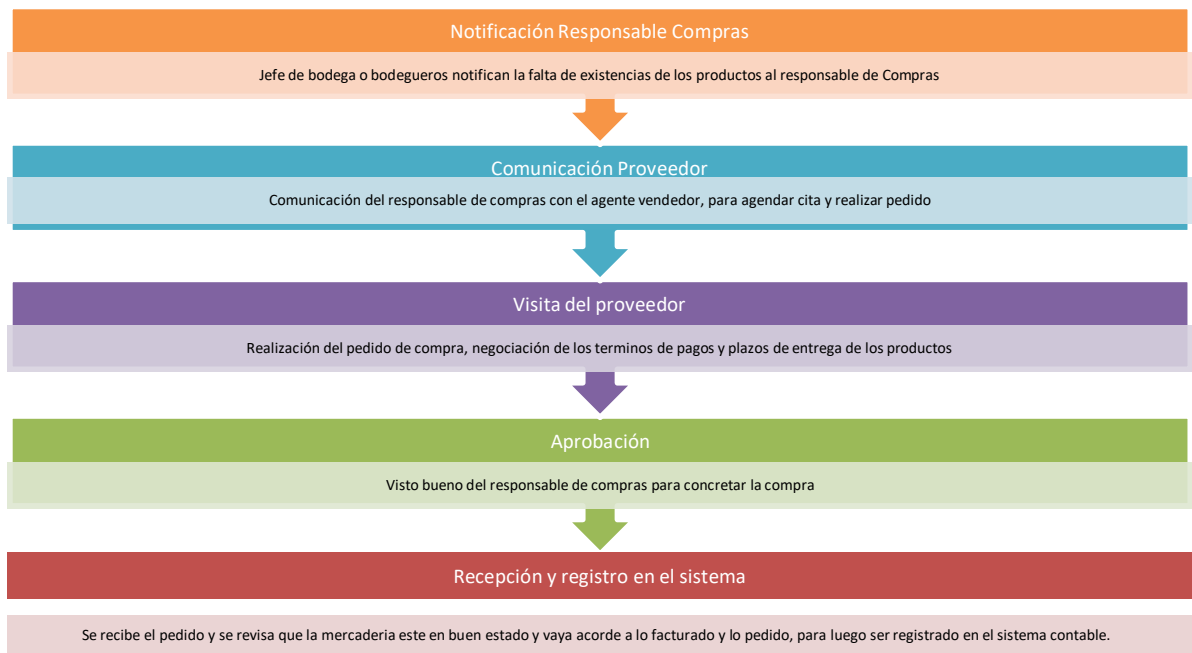 Notificación Responsable Compras
Jefe de bodega o bodegueros notifican la falta de existencias de los productos al responsable de Compras
Comunicación Proveedor
Comunicación del responsable de compras con el agente vendedor, para agendar cita y realizar pedido
Visita del proveedor
Realización del pedido de compra, negociación de los terminos de pagos y plazos de entrega de los productos
Aprobación
Visto bueno del responsable de compras para concretar la compra
Recepción y registro en el sistema
Se recibe el pedido y se revisa que la mercaderia este en buen estado y vaya acorde a lo facturado y lo pedido, para luego ser registrado en el sistema contable.